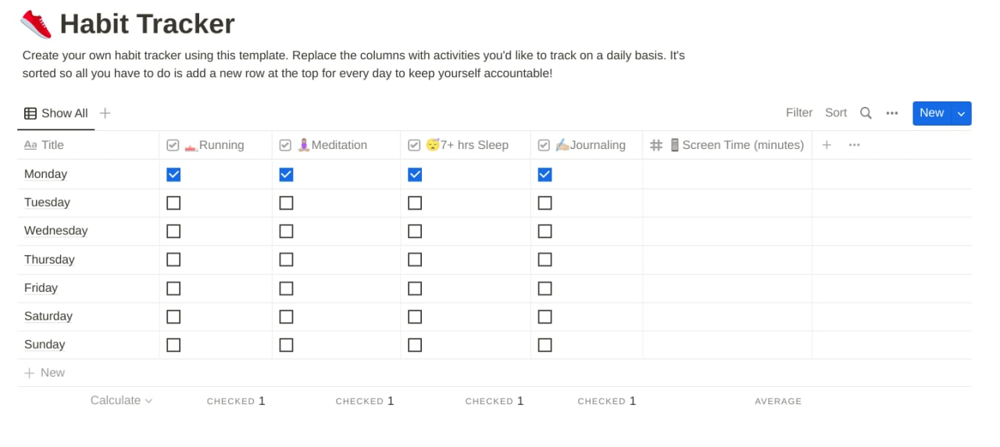 Habit Tracker
Create your own habit tracker using this template. Replace the columns with activities you'd like to track on a daily basis. It's
sorted so all you have to do is add a new row at the top for every day to keep yourself accountable!
Show All Filter Sort New
Aa Title Running Meditation 7+ hrs Sleep Journaling # Screen Time (minutes)
Monday
Tuesday
Wednesday
Thursday
Friday
Saturday
Sunday
+ New
Calculate CHECKED 1 CHECKED 1 CHECKED 1 CHECKED 1 AVERAGE